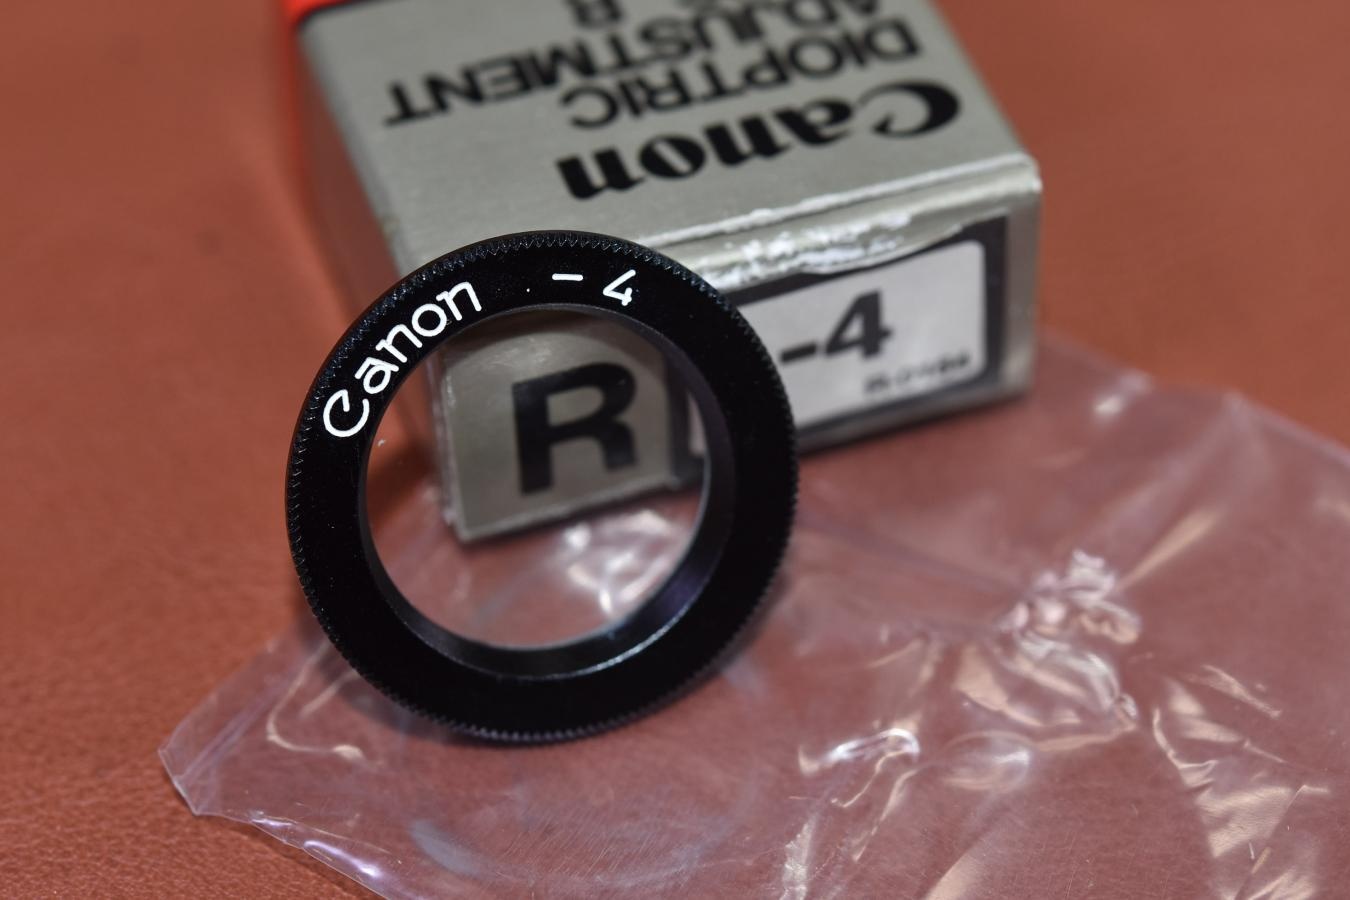 Canon
DIOPTRIC
ADJUSTMENT
R
Canon -4
R
-4